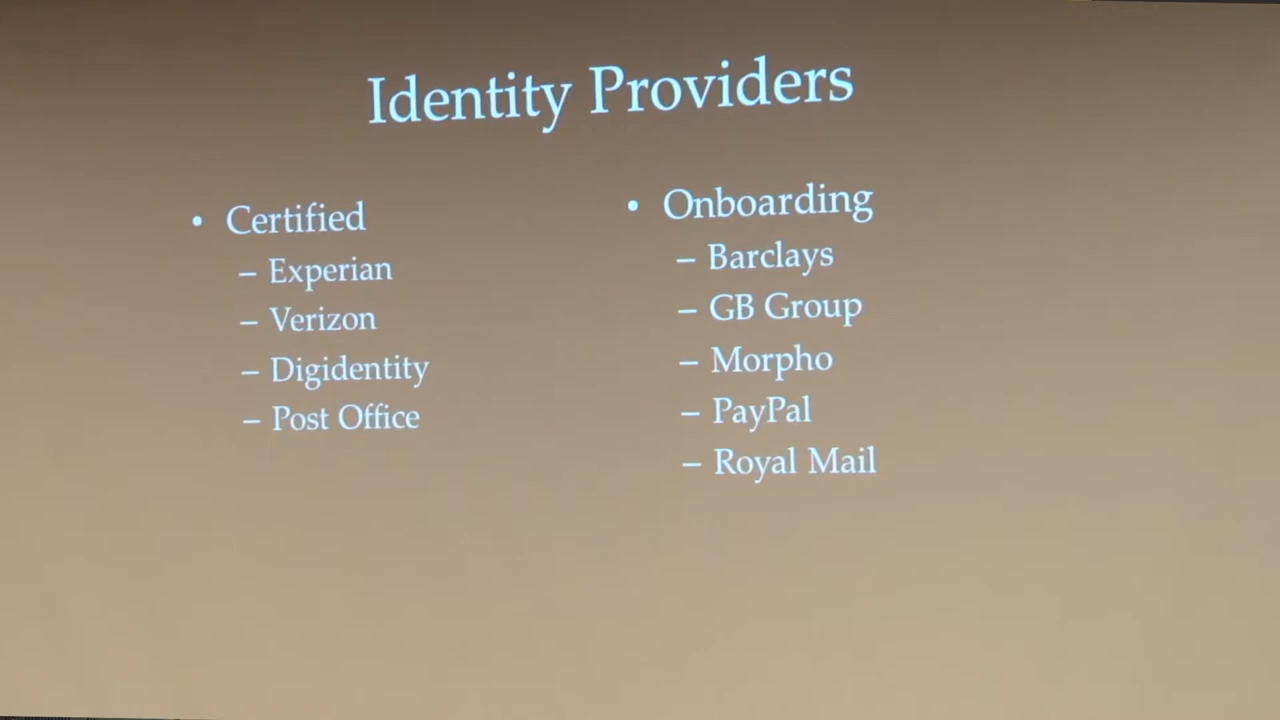 Identity Providers
• Certified
– Experian
– Verizon
– Digidentity
– Post Office
• Onboarding
– Barclays
– GB Group
– Morpho
– PayPal
– Royal Mail